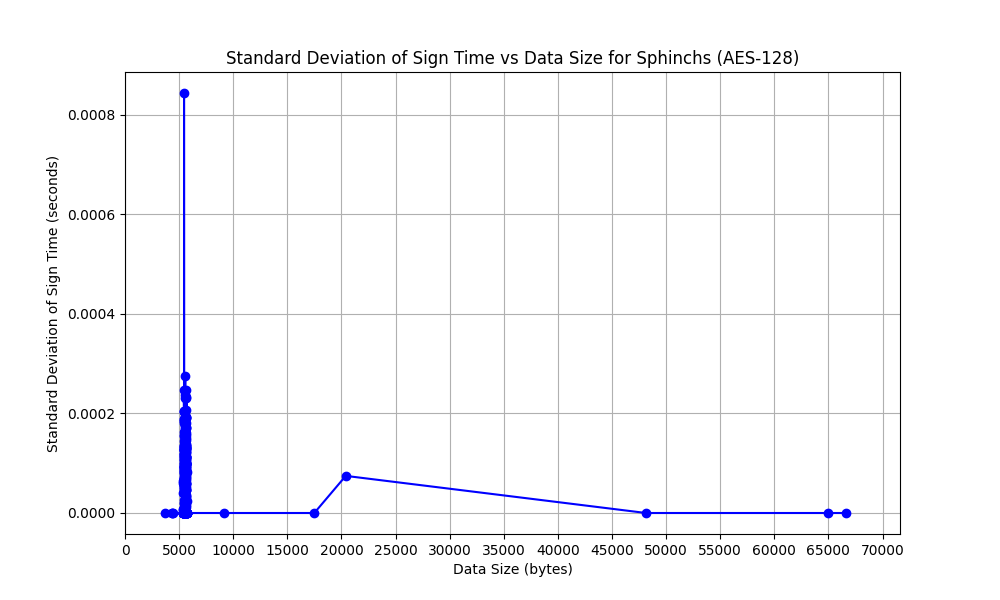 Standard Deviation of Sign Time vs Data Size for Sphinchs (AES-128)
Standard Deviation of Sign Time (seconds)
0.0008
0.0006
0.0004
0.0002
0.0000
0 5000 10000 15000 20000 25000 30000 35000 40000 45000 50000 55000 60000 65000 70000
Data Size (bytes)